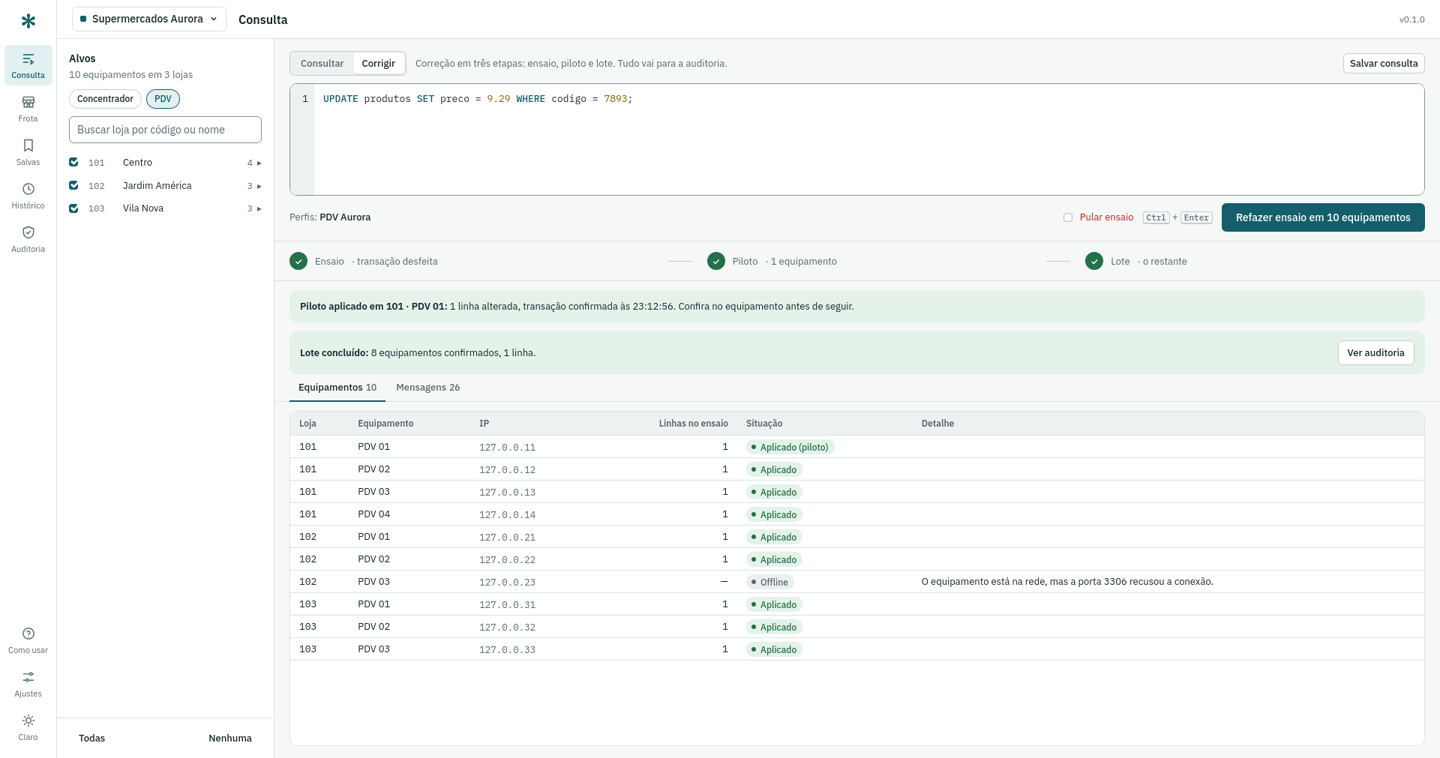 Supermercados Aurora
Consulta
v0.1.0
Consulta
Frota
Salvas
Histórico
Auditoria
Como usar
Ajustes
Claro
Alvos
10 equipamentos em 3 lojas
Concentrador PDV
Buscar loja por código ou nome
101 Centro 4
102 Jardim América 3
103 Vila Nova 3
Todas Nenhuma
Consultar Corrigir Correção em três etapas: ensaio, piloto e lote. Tudo vai para a auditoria. Salvar consulta
1 UPDATE produtos SET preco = 9.29 WHERE codigo = 7893;
Perfis: PDV Aurora Pular ensaio Ctrl + Enter Refazer ensaio em 10 equipamentos
Ensaio · transação desfeita Piloto · 1 equipamento Lote · o restante
Piloto aplicado em 101 · PDV 01: 1 linha alterada, transação confirmada às 23:12:56. Confira no equipamento antes de seguir.
Lote concluído: 8 equipamentos confirmados, 1 linha. Ver auditoria
Equipamentos 10 Mensagens 26
Loja Equipamento IP Linhas no ensaio Situação Detalhe
101 PDV 01 127.0.0.11 1 Aplicado (piloto)
101 PDV 02 127.0.0.12 1 Aplicado
101 PDV 03 127.0.0.13 1 Aplicado
101 PDV 04 127.0.0.14 1 Aplicado
102 PDV 01 127.0.0.21 1 Aplicado
102 PDV 02 127.0.0.22 1 Aplicado
102 PDV 03 127.0.0.23 — Offline O equipamento está na rede, mas a porta 3306 recusou a conexão.
103 PDV 01 127.0.0.31 1 Aplicado
103 PDV 02 127.0.0.32 1 Aplicado
103 PDV 03 127.0.0.33 1 Aplicado